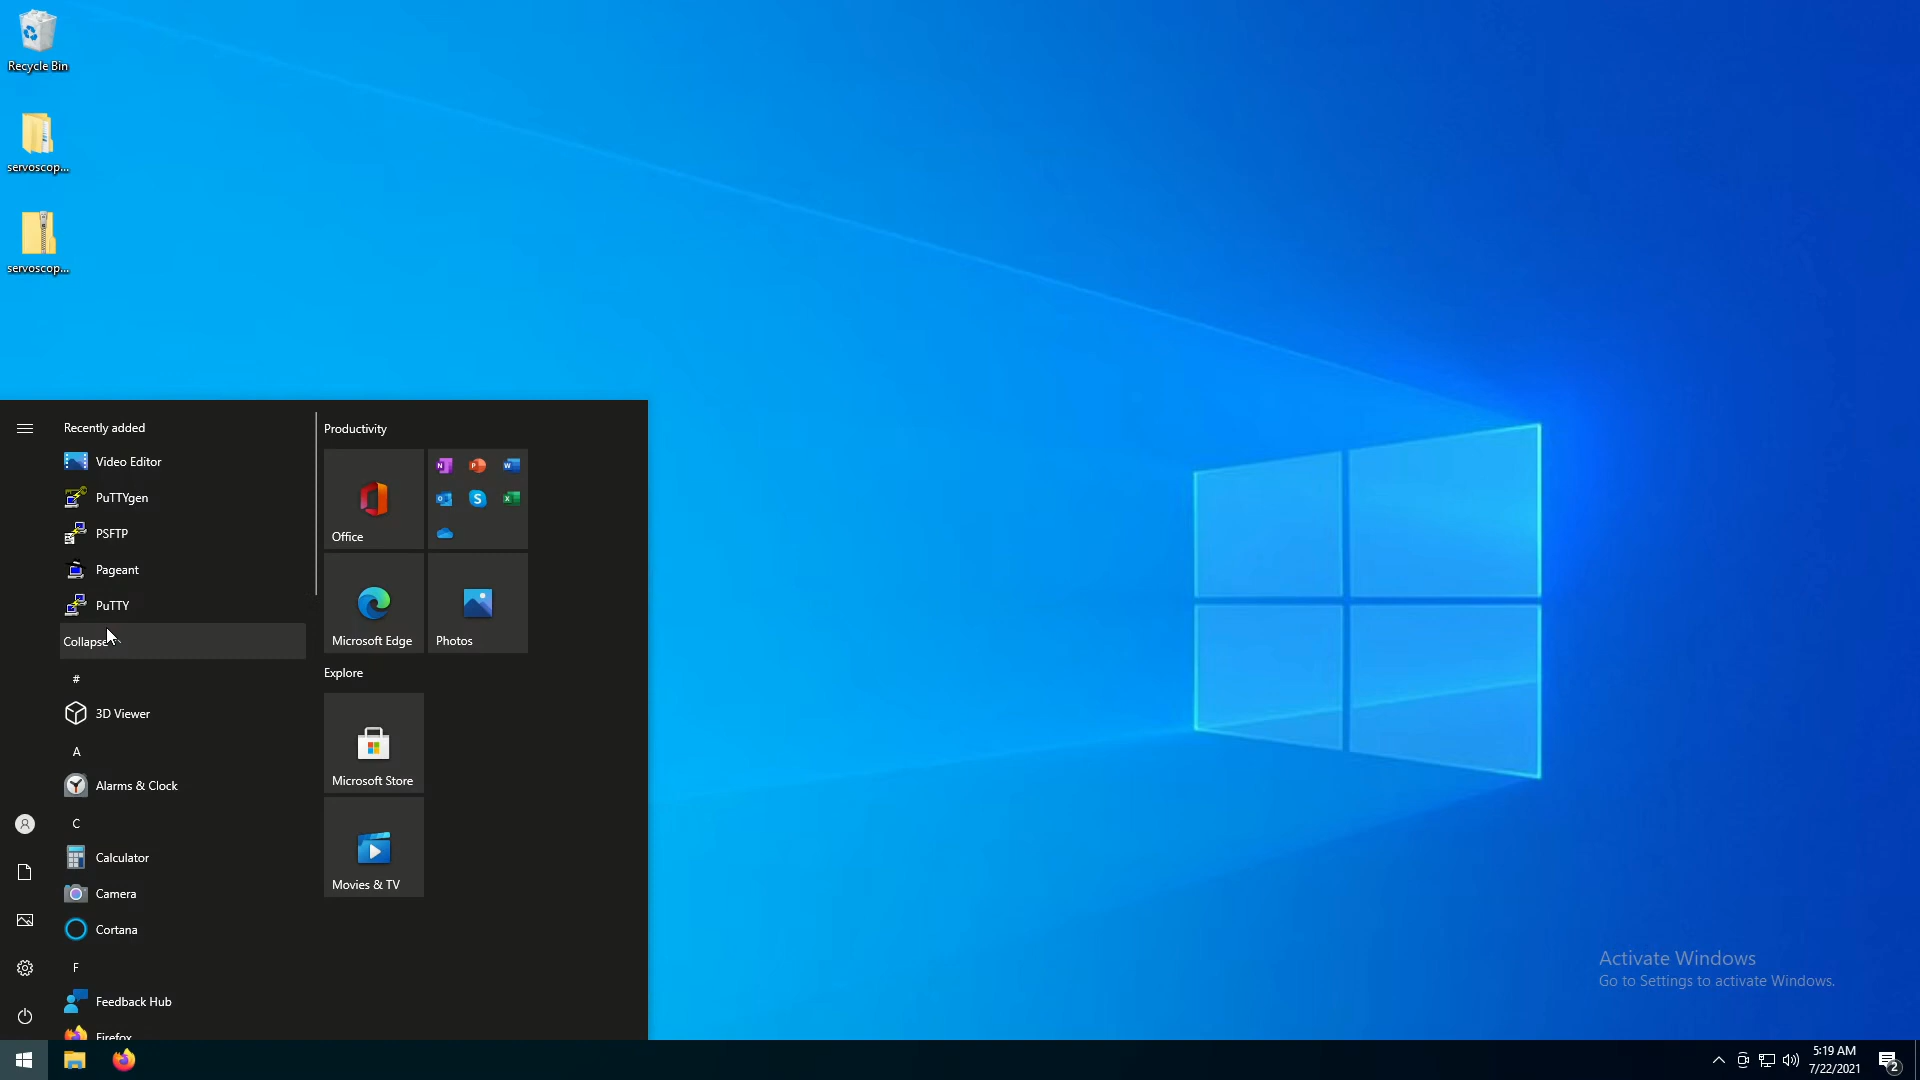 Recycle Bin
servoscop...
servoscop...
Recently added
Video Editor
PuTTYgen
PSFTP
Pageant
PuTTY
Collapse
#
3D Viewer
A
Alarms & Clock
C
Calculator
Camera
Cortana
F
Feedback Hub
Firefox
Productivity
Office
Microsoft Edge
Photos
Explore
Microsoft Store
Movies & TV
Activate Windows
Go to Settings to activate Windows.
5:19 AM
7/22/2021
2